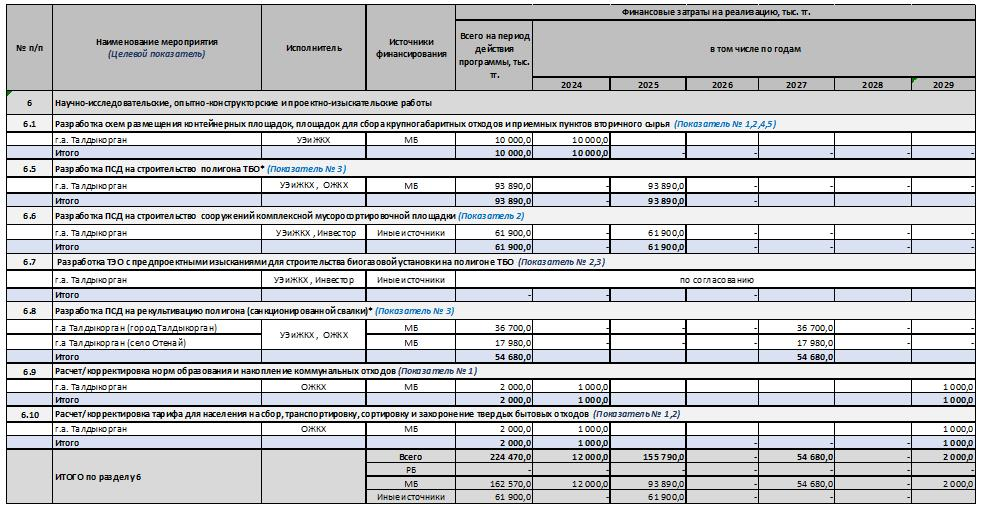 № п/п Наименование мероприятия (Целевой показатель) Исполнитель Источники финансирования Всего на период действия программы, тыс. тг. Финансовые затраты на реализацию, тыс. тг.
в том числе по годам
2024 2025 2026 2027 2028 2029
6 Научно-исследовательские, опытно-конструкторские и проектно-изыскательские работы
6.1 Разработка схем размещения контейнерных площадок, площадок для сбора крупногабаритных отходов и приемных пунктов вторичного сырья (Показатель № 1,2,4,5)
г.а. Талдыкорган УЭиЖКХ МБ 10 000,0 10 000,0
Итого 10 000,0 10 000,0 - - - - -
6.5 Разработка ПСД на строительство полигона ТБО* (Показатель № 3)
г.а. Талдыкорган УЭиЖКХ , ОЖКХ МБ 93 890,0 - 93 890,0 - - - -
Итого 93 890,0 - 93 890,0 - - - -
6.6 Разработка ПСД на строительство сооружений комплексной мусоросортировочной площадки (Показатель 2)
г.а. Талдыкорган УЭиЖКХ , Инвестор Иные источники 61 900,0 - 61 900,0 - - - -
Итого 61 900,0 - 61 900,0 - - - -
6.7 Разработка ТЭО с предпроектными изысканиями для строительства биогазовой установки на полигоне ТБО (Показатель № 2,3)
г.а. Талдыкорган УЭиЖКХ , Инвестор Иные источники по согласованию
Итого - - -
6.8 Разработка ПСД на рекультивацию полигона (санкционированной свалки)* (Показатель № 3)
г.а Талдыкорган (город Талдыкорган) УЭиЖКХ , ОЖКХ МБ 36 700,0 - - - 36 700,0 - -
г.а Талдыкорган (село Отенай) МБ 17 980,0 - - - 17 980,0 - -
Итого 54 680,0 - - - 54 680,0 - -
6.9 Расчет/корректировка норм образования и накопление коммунальных отходов (Показатель № 1)
г.а. Талдыкорган ОЖКХ МБ 2 000,0 1 000,0 1 000,0
Итого 2 000,0 1 000,0 1 000,0
6.10 Расчет/корректировка тарифа для населения на сбор, транспортировку, сортировку и захоронение твердых бытовых отходов (Показатель № 1,2)
г.а. Талдыкорган ОЖКХ МБ 2 000,0 1 000,0 1 000,0
Итого 2 000,0 1 000,0 - - - 1 000,0
ИТОГО по разделу 6 Всего 224 470,0 12 000,0 155 790,0 - 54 680,0 - 2 000,0
РБ - - - - - - -
МБ 162 570,0 12 000,0 93 890,0 - 54 680,0 - 2 000,0
Иные источники 61 900,0 - 61 900,0 - - - -